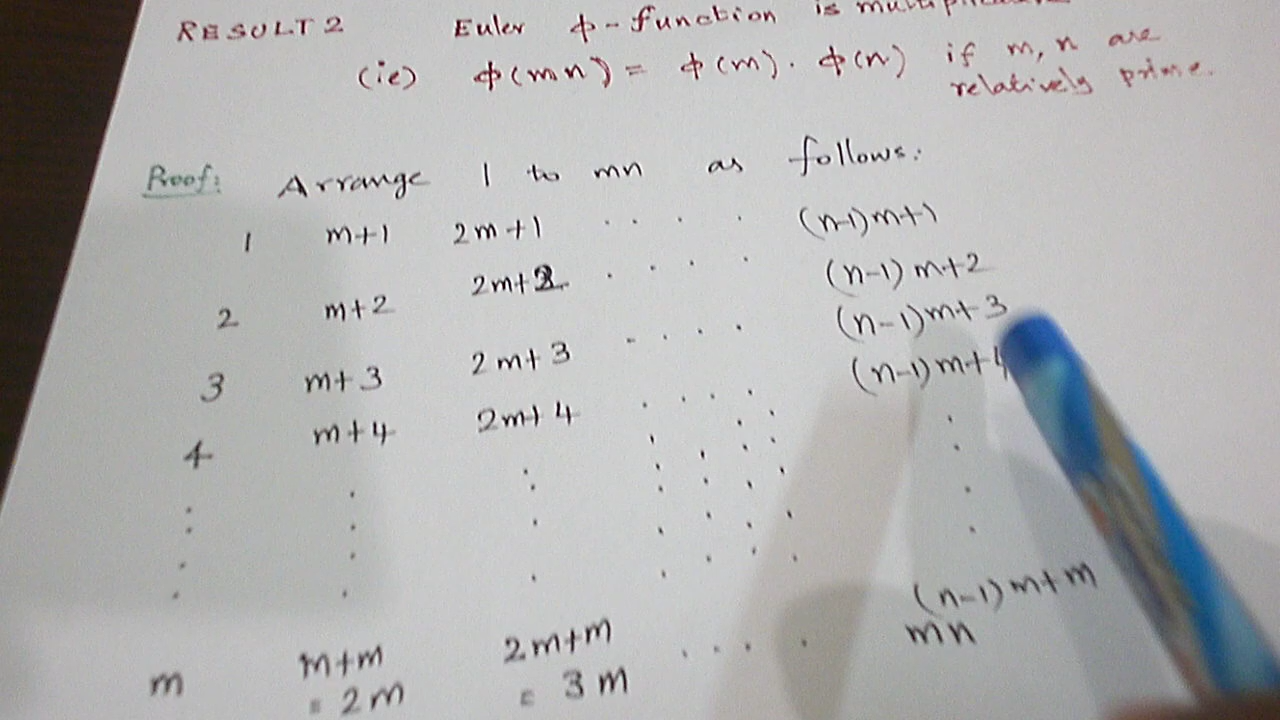 RESULT 2 Euler ϕ-function is
(ie) ϕ(mn) = ϕ(m) · ϕ(n) if m, n are
relatively prime.
Proof: Arrange 1 to mn as follows:
1 m+1 2m+1 . . . . (n-1)m+1
2 m+2 2m+2 . . . . (n-1)m+2
3 m+3 2m+3 . . . . (n-1)m+3
4 m+4 2m+4 . . . . (n-1)m+4
m m+m 2m+m . . . . (n-1)m+m
= 2m = 3m mn